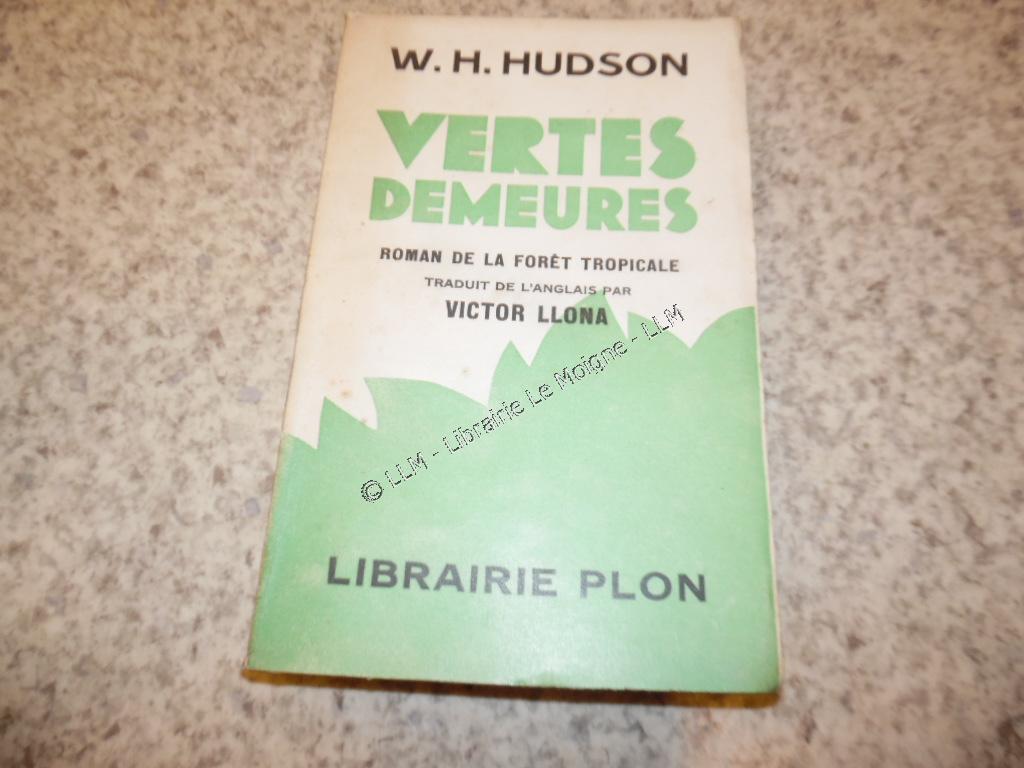 W. H. HUDSON
VERTES
DEMEURES
ROMAN DE LA FORÊT TROPICALE
TRADUIT DE L'ANGLAIS PAR
VICTOR LLONA
© LLM - Librairie Le Moigne - LLM
LIBRAIRIE PLON